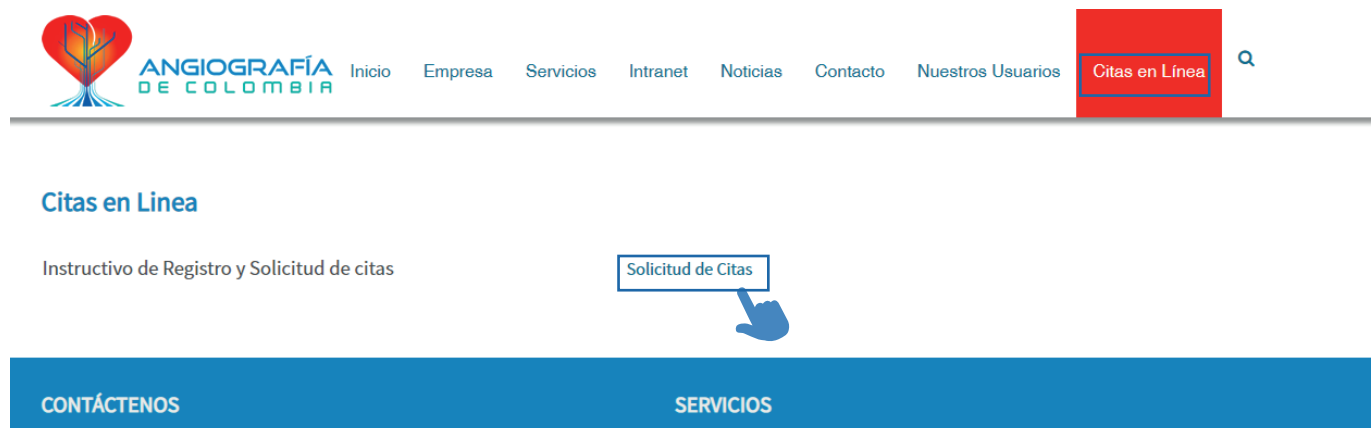 ANGIOGRAFÍA
DE COLOMBIA
Inicio Empresa Servicios Intranet Noticias Contacto Nuestros Usuarios Citas en Línea
Citas en Linea
Instructivo de Registro y Solicitud de citas Solicitud de Citas
CONTÁCTENOS SERVICIOS